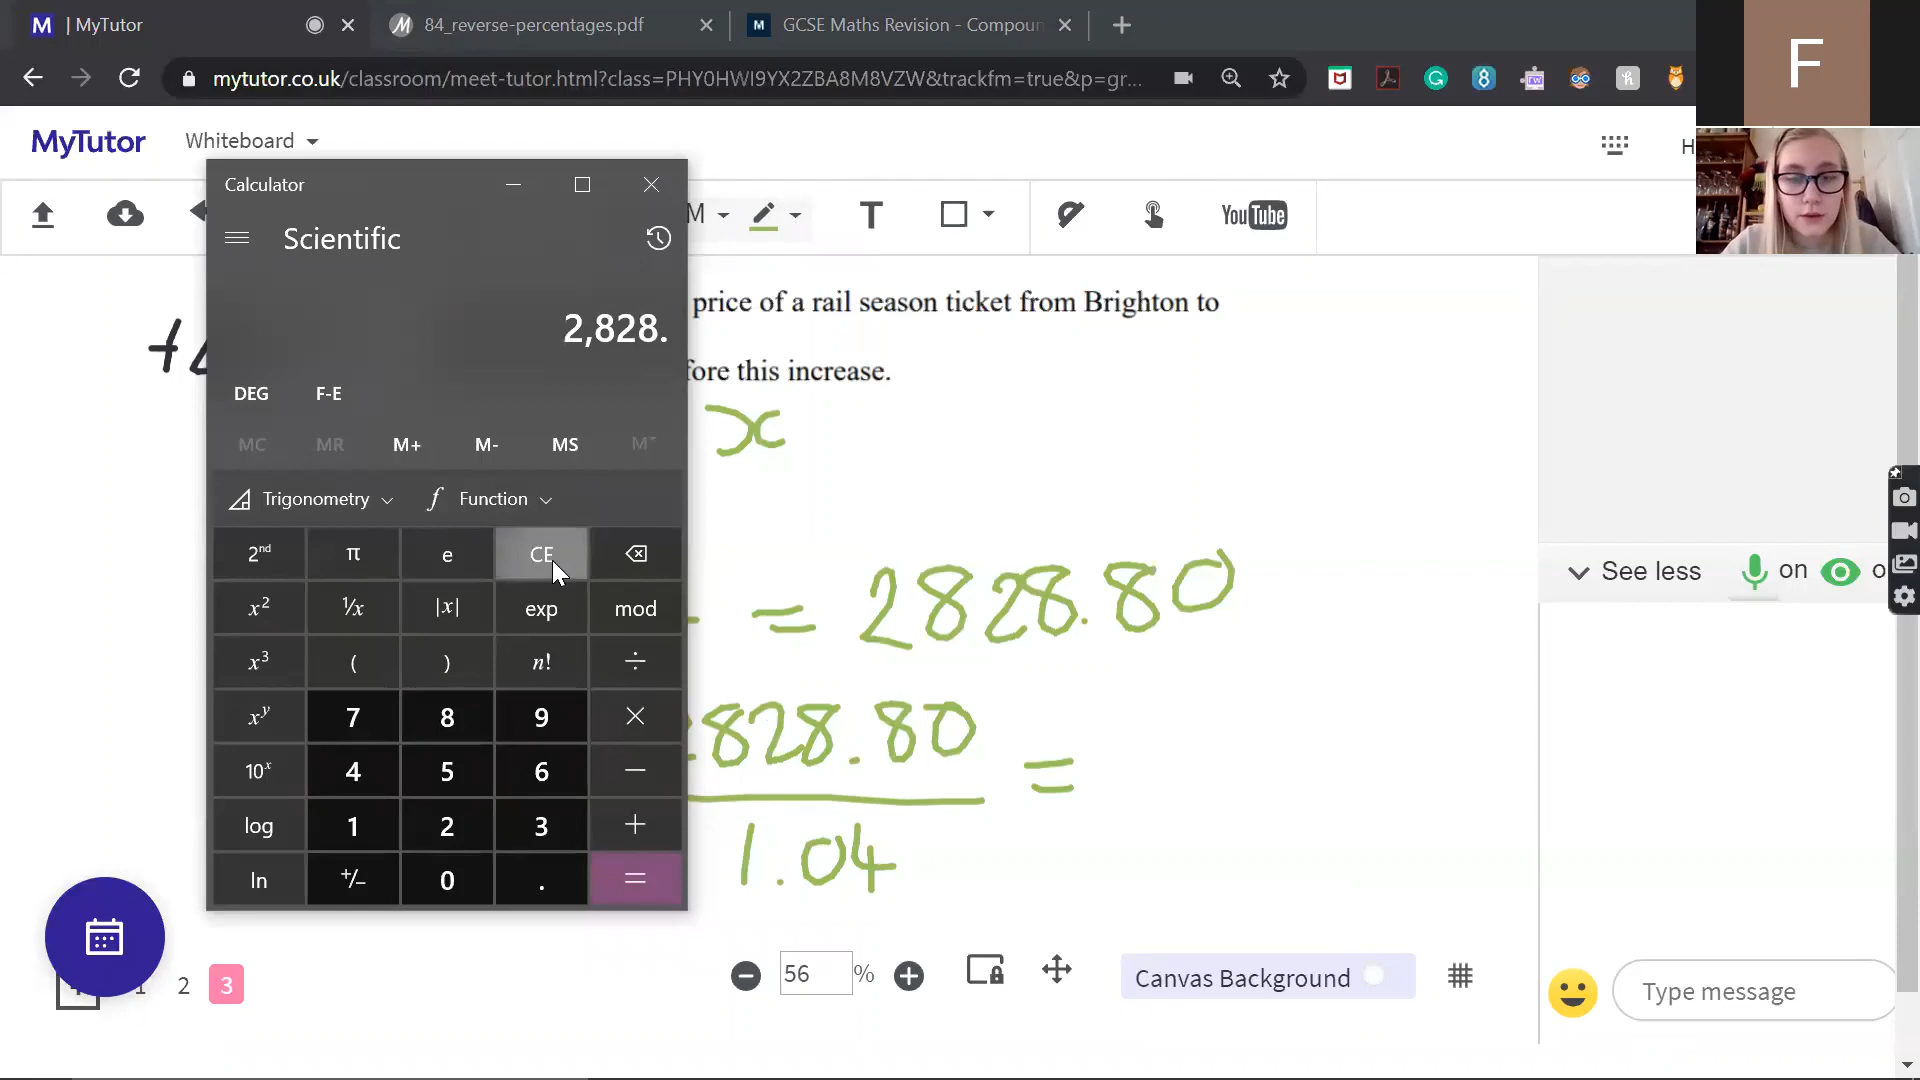 | MyTutor
84_reverse-percentages.pdf
GCSE Maths Revision - Compoun
mytutor.co.uk/classroom/meet-tutor.html?class=PHY0HWI9YX2ZBA8M8VZW&trackfm=true&p=gr...
F
MyTutor
Whiteboard
H
Calculator
M
T
YouTube
Scientific
price of a rail season ticket from Brighton to
2,828.
fore this increase.
DEG F-E
x
MC MR M+ M- MS M˅
Trigonometry f Function
2nd π e CE
= 2828.80
See less
on
o
x² ¹/x |x| exp mod
x³ ( ) n! ÷
xʸ 7 8 9 ×
828.80
=
10ˣ 4 5 6 −
log 1 2 3 +
1.04
ln +/− 0 . =
1 2 3
56 %
Canvas Background
Type message